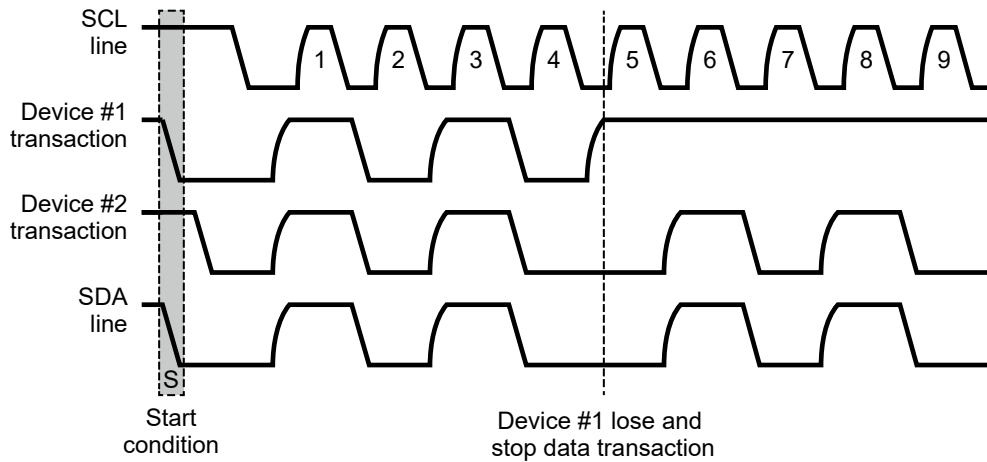 SCL
line
1 2 3 4 5 6 7 8 9
Device #1
transaction
Device #2
transaction
SDA
line
S
Start
condition
Device #1 lose and
stop data transaction